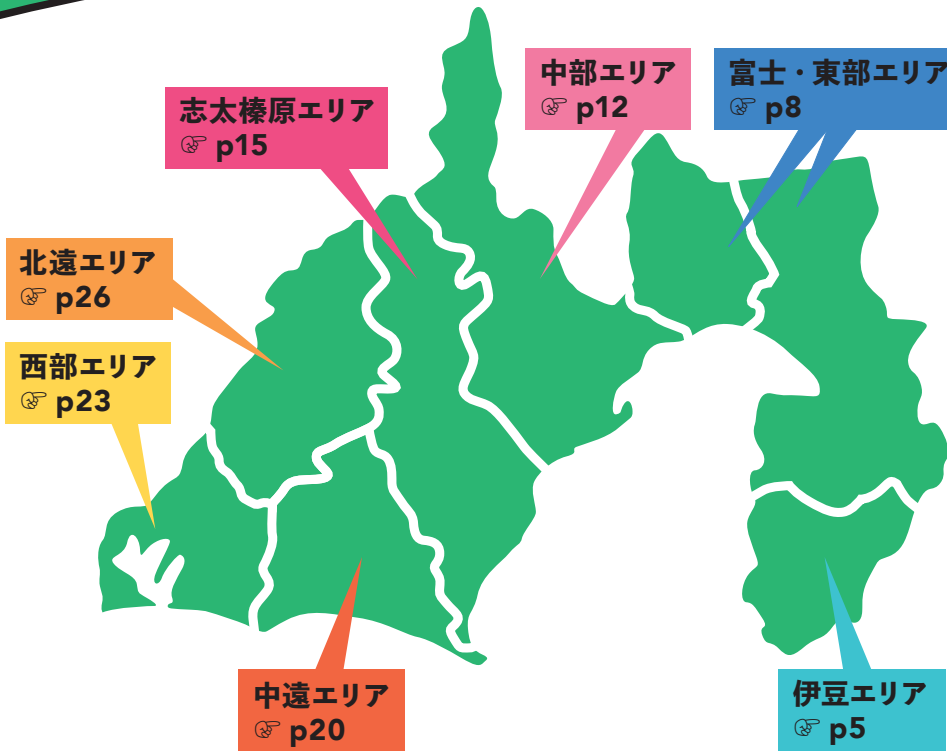 中部エリア
☞ p12
富士・東部エリア
☞ p8
志太榛原エリア
☞ p15
北遠エリア
☞ p26
西部エリア
☞ p23
中遠エリア
☞ p20
伊豆エリア
☞ p5